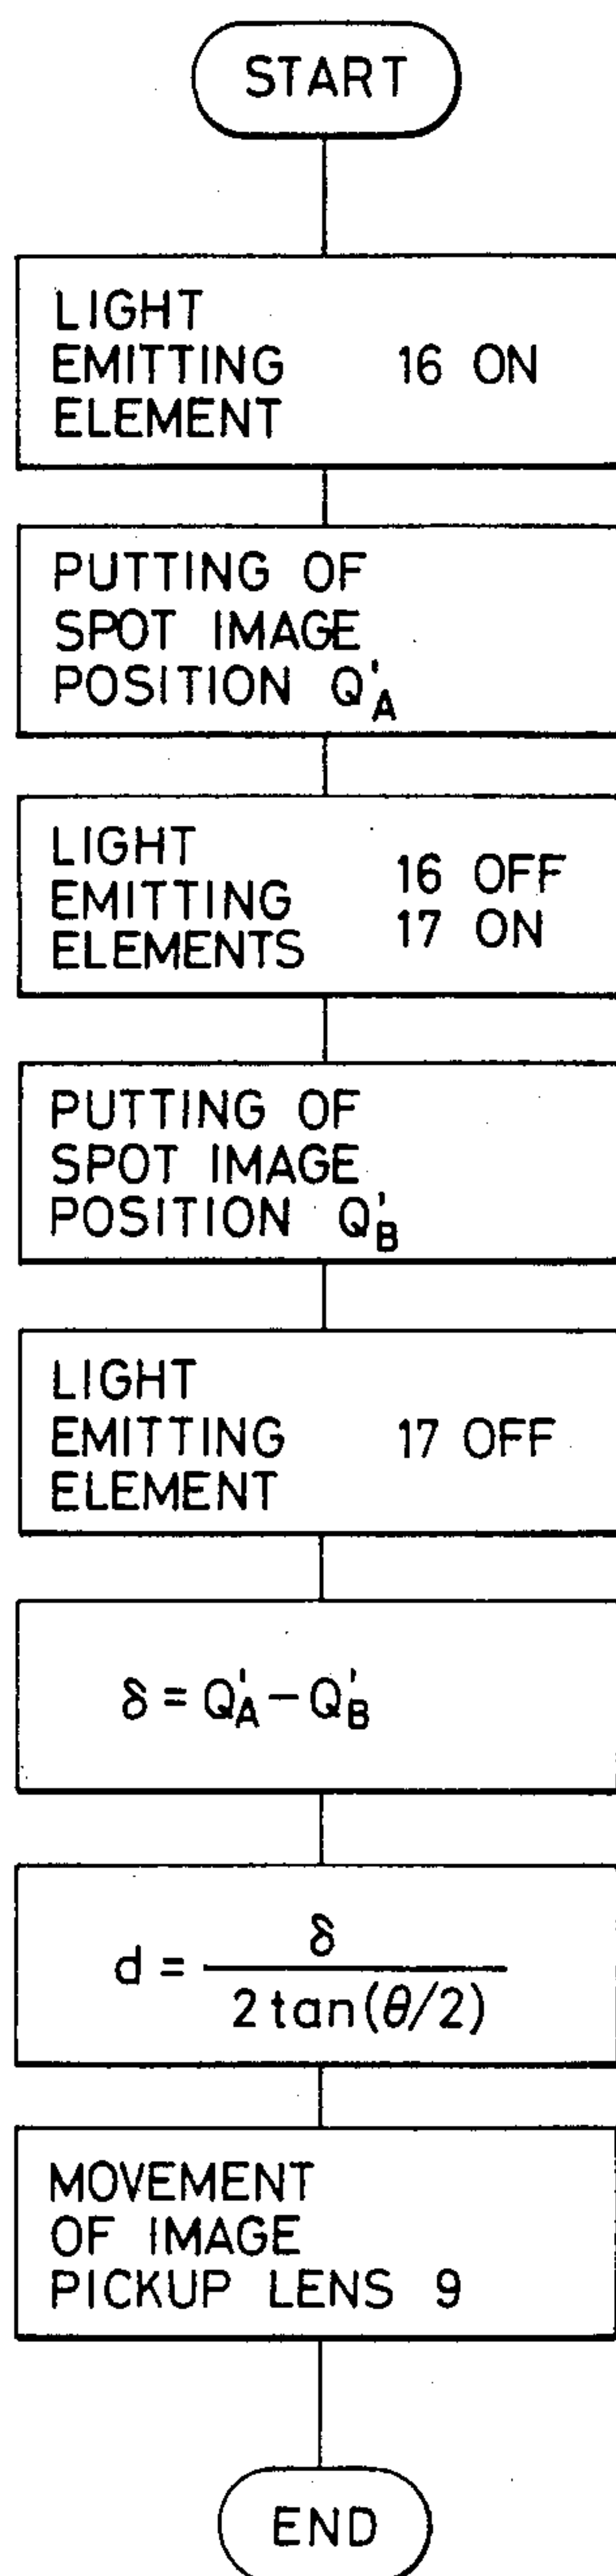 START
LIGHT
EMITTING 16 ON
ELEMENT
PUTTING OF
SPOT IMAGE
POSITION Q'A
LIGHT
EMITTING 16 OFF
ELEMENTS 17 ON
PUTTING OF
SPOT IMAGE
POSITION Q'B
LIGHT
EMITTING 17 OFF
ELEMENT
δ = Q'A − Q'B
d = δ / 2 tan(θ/2)
MOVEMENT
OF IMAGE
PICKUP LENS 9
END